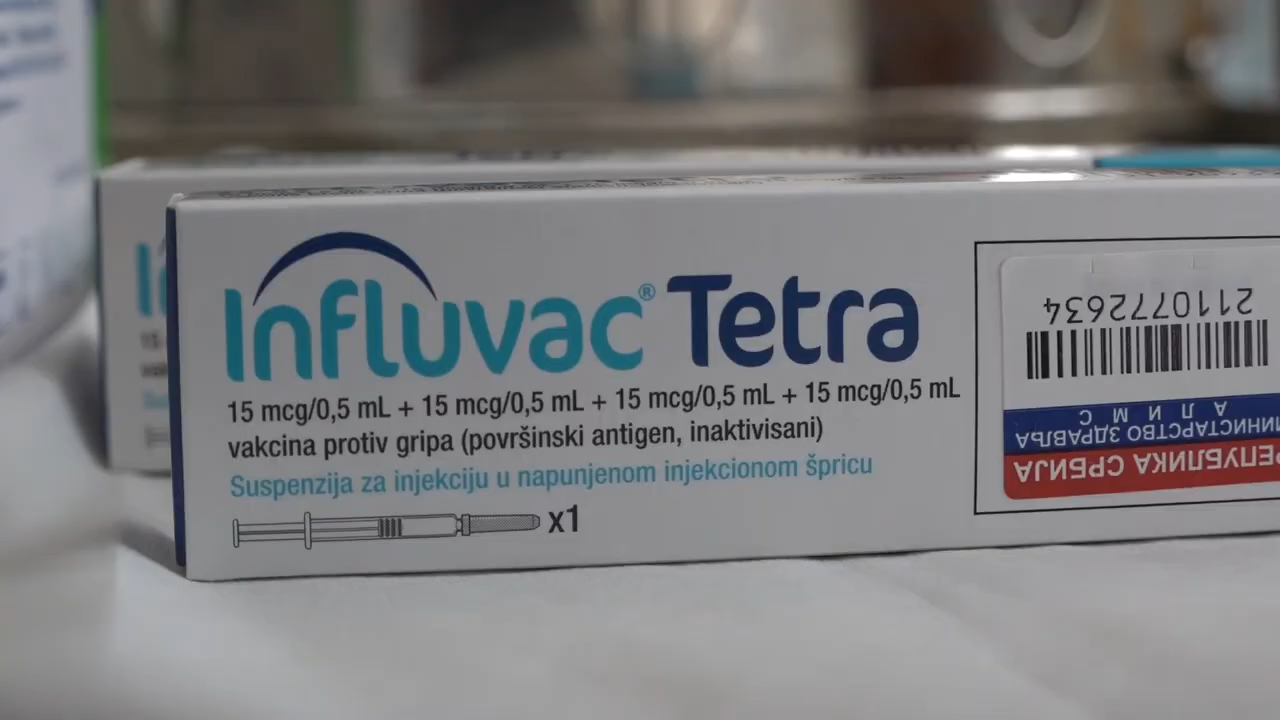 Influvac® Tetra
15 mcg/0,5 mL + 15 mcg/0,5 mL + 15 mcg/0,5 mL + 15 mcg/0,5 mL
vakcina protiv gripa (površinski antigen, inaktivisani)
Suspenzija za injekciju u napunjenom injekcionom špricu
x1
РЕПУБЛИКА СРБИЈА
МИНИСТАРСТВО ЗДРАВЉА
А Л И М С
2110772634